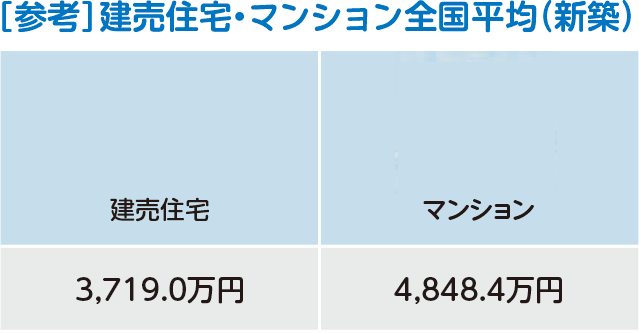 [参考]建売住宅・マンション全国平均(新築)
建売住宅
マンション
3,719.0万円
4,848.4万円